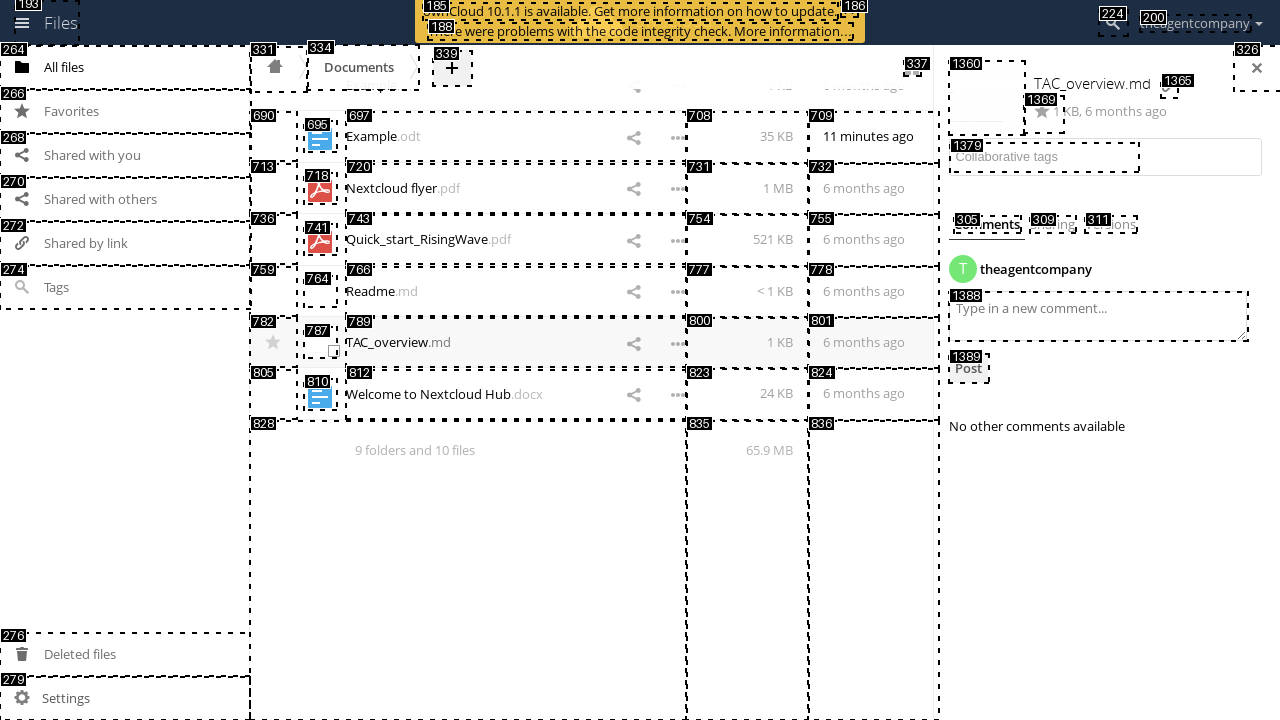 193
Files
185
ownCloud 10.1.1 is available. Get more information on how to update.
186
188
were problems with the code integrity check. More information…
224
200
theagentcompany
264
All files
266
Favorites
268
Shared with you
270
Shared with others
272
Shared by link
274
Tags
276
Deleted files
279
Settings
331
334
Documents
339
+
337
690
695
697
Example.odt
708
35 KB
709
11 minutes ago
713
718
720
Nextcloud flyer.pdf
731
1 MB
732
6 months ago
736
741
743
Quick_start_RisingWave.pdf
754
521 KB
755
6 months ago
759
764
766
Readme.md
777
< 1 KB
778
6 months ago
782
787
789
TAC_overview.md
800
1 KB
801
6 months ago
805
810
812
Welcome to Nextcloud Hub.docx
823
24 KB
824
6 months ago
828
9 folders and 10 files
835
65.9 MB
836
326
×
1360
TAC_overview.md
1365
1369
1 KB, 6 months ago
1379
Collaborative tags
305
Comments
309
Sharing
311
Versions
T
theagentcompany
1388
Type in a new comment...
1389
Post
No other comments available